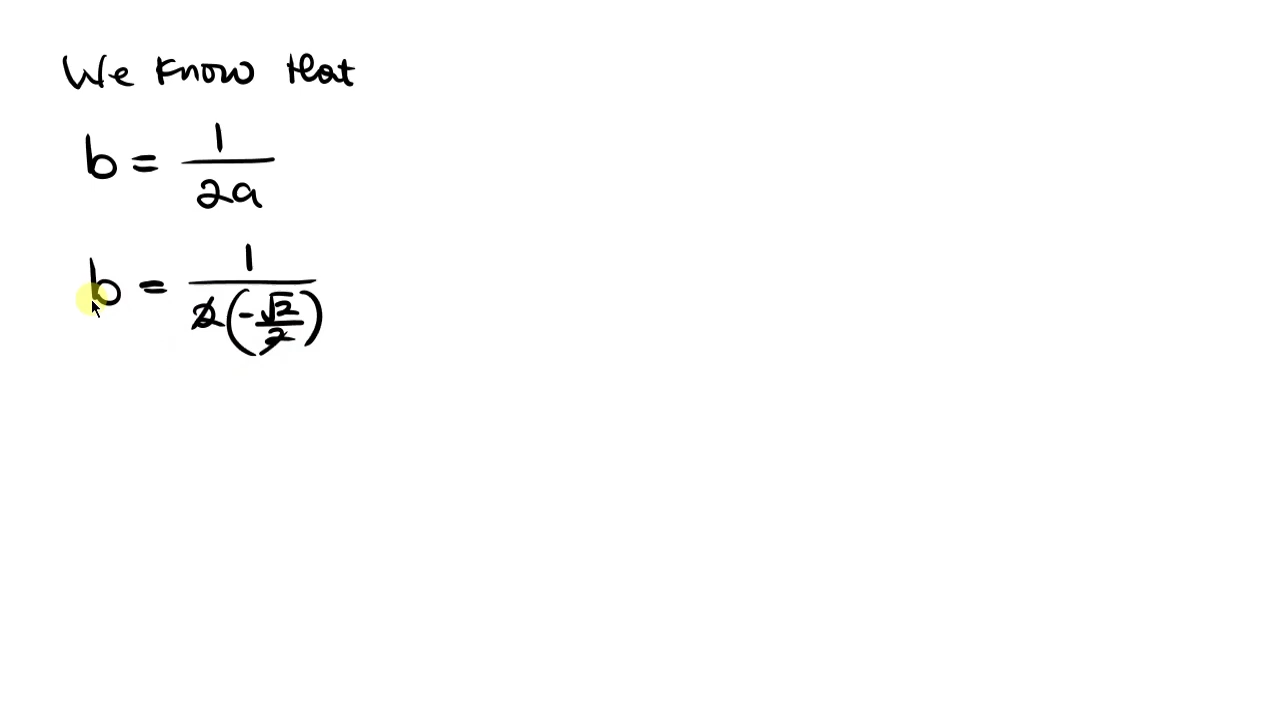 We know that
b = 1/2a
b = 1/2(-√2/2)